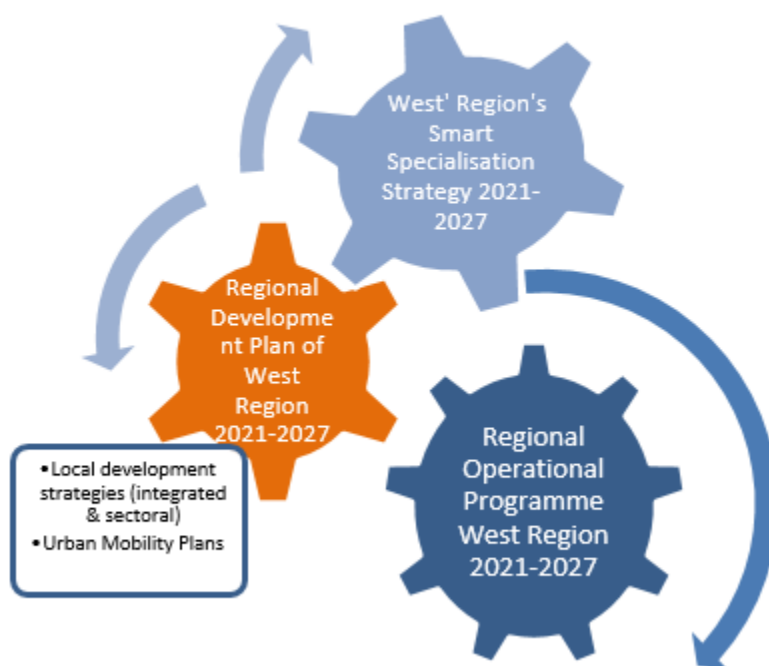 West' Region's
Smart
Specialisation
Strategy 2021-
2027
Regional
Developme
nt Plan of
West
Region
2021-2027
•Local development
strategies (integrated
& sectoral)
•Urban Mobility Plans
Regional
Operational
Programme
West Region
2021-2027